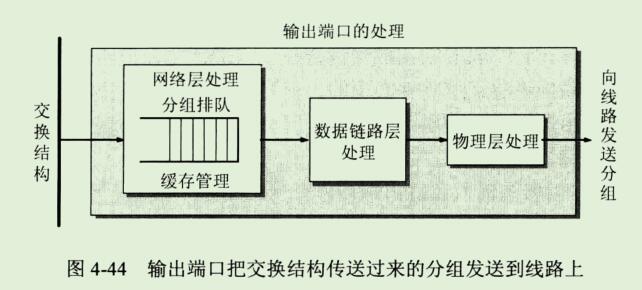 输出端口的处理
交换结构
网络层处理
分组排队
缓存管理
数据链路层
处理
物理层处理
向线路发送分组
图 4-44 输出端口把交换结构传送过来的分组发送到线路上